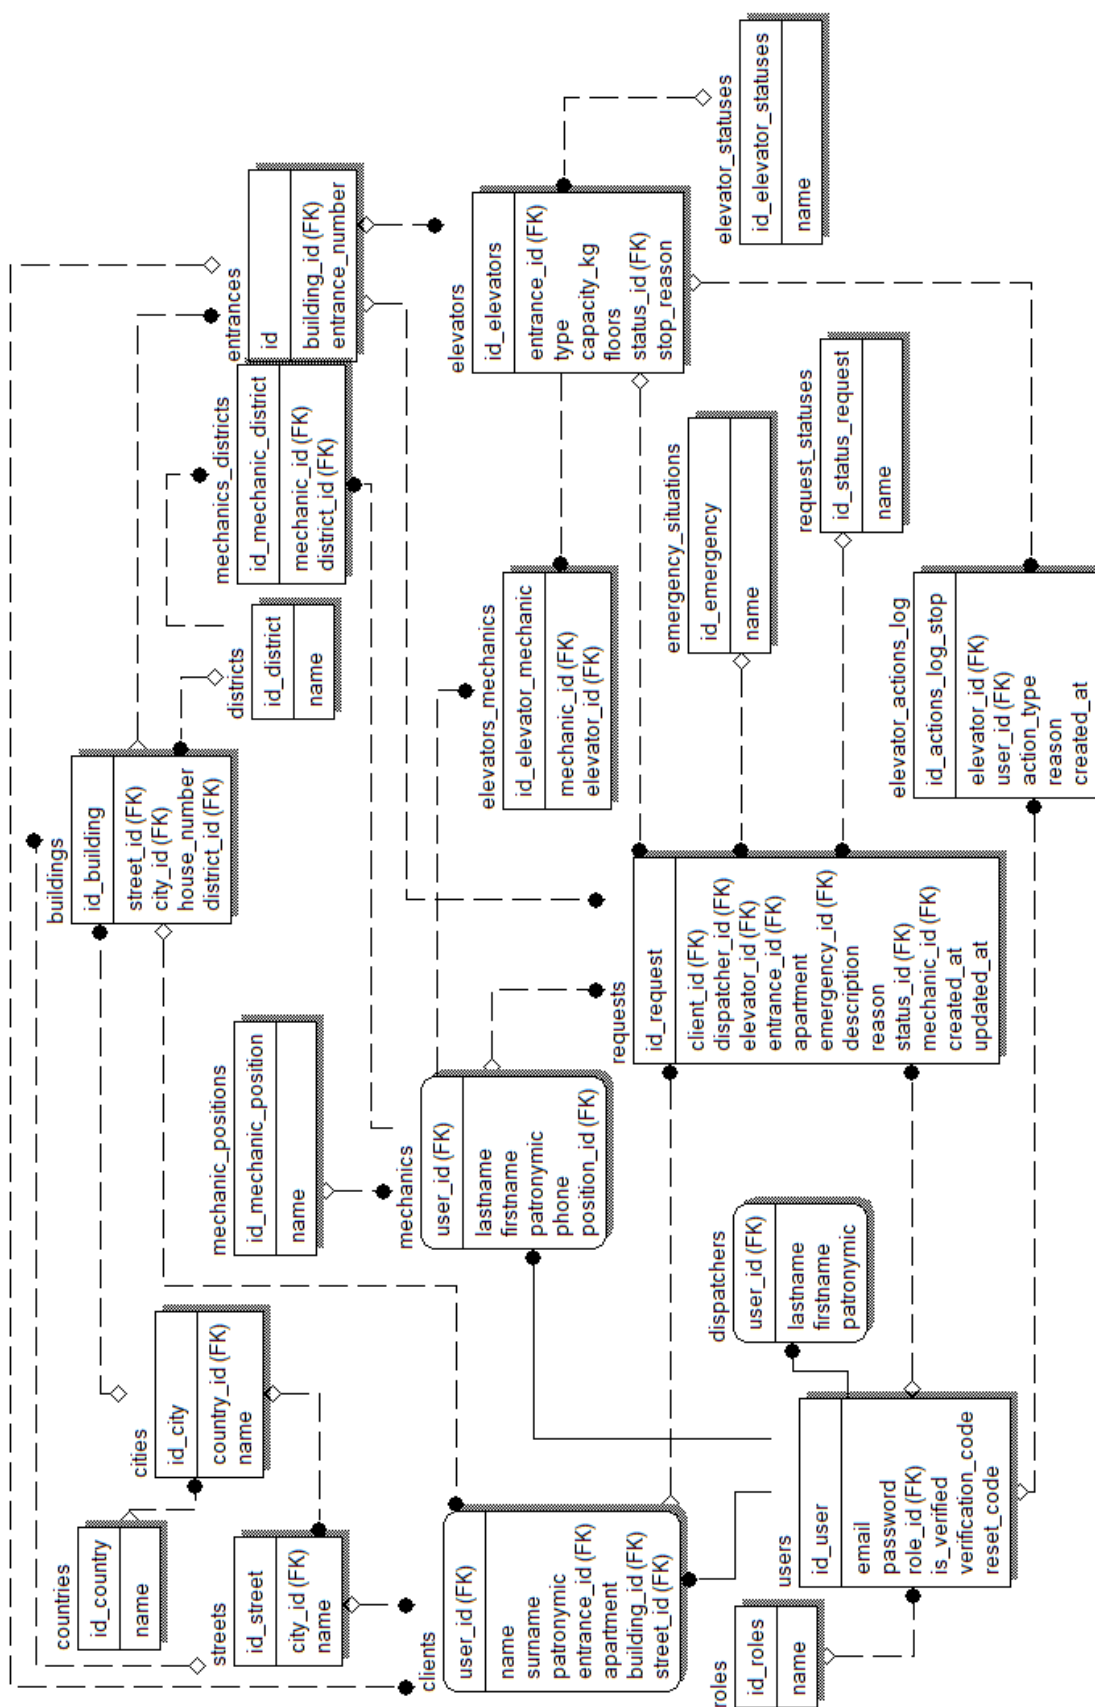 countries
id_country
name
cities
id_city
country_id (FK)
name
streets
id_street
city_id (FK)
name
buildings
id_building
street_id (FK)
city_id (FK)
house_number
district_id (FK)
districts
id_district
name
mechanics_districts
id_mechanic_district
mechanic_id (FK)
district_id (FK)
entrances
id
building_id (FK)
entrance_number
mechanic_positions
id_mechanic_position
name
clients
user_id (FK)
name
surname
patronymic
entrance_id (FK)
apartment
building_id (FK)
street_id (FK)
mechanics
user_id (FK)
lastname
firstname
patronymic
phone
position_id (FK)
elevators_mechanics
id_elevator_mechanic
mechanic_id (FK)
elevator_id (FK)
elevators
id_elevators
entrance_id (FK)
type
capacity_kg
floors
status_id (FK)
stop_reason
requests
id_request
client_id (FK)
dispatcher_id (FK)
elevator_id (FK)
entrance_id (FK)
apartment
emergency_id (FK)
description
reason
status_id (FK)
mechanic_id (FK)
created_at
updated_at
emergency_situations
id_emergency
name
elevator_statuses
id_elevator_statuses
name
request_statuses
id_status_request
name
roles
id_roles
name
users
id_user
email
password
role_id (FK)
is_verified
verification_code
reset_code
dispatchers
user_id (FK)
lastname
firstname
patronymic
elevator_actions_log
id_actions_log_stop
elevator_id (FK)
user_id (FK)
action_type
reason
created_at